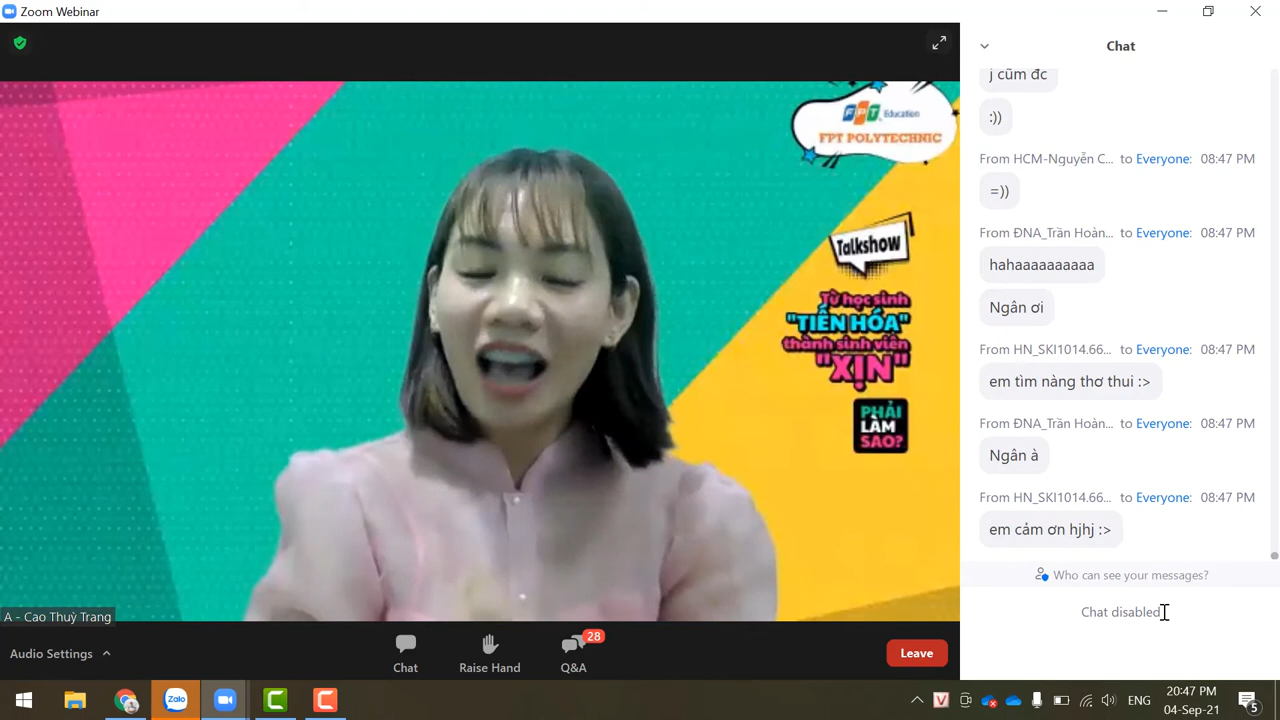 Zoom Webinar
FPT Education
FPT POLYTECHNIC
Talkshow
Từ học sinh
"TIẾN HÓA"
thành sinh viên
"XỊN"
PHẢI
LÀM
SAO?
A - Cao Thuỳ Trang
Audio Settings
Chat
Raise Hand
28
Q&A
Leave
Chat
j cũm đc
:))
From HCM-Nguyễn C... to Everyone: 08:47 PM
=))
From ĐNA_Trần Hoàn... to Everyone: 08:47 PM
hahaaaaaaaaaa
Ngân ơi
From HN_SKI1014.66... to Everyone: 08:47 PM
em tìm nàng thơ thui :>
From ĐNA_Trần Hoàn... to Everyone: 08:47 PM
Ngân à
From HN_SKI1014.66... to Everyone: 08:47 PM
em cảm ơn hjhj :>
Who can see your messages?
Chat disabled
Zalo
C
C
V
ENG
20:47 PM
04-Sep-21
5